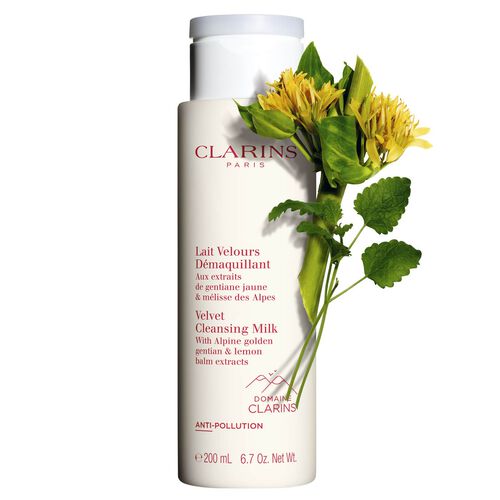 CLARINS
PARIS
Lait Velours
Démaquillant
Aux extraits
de gentiane jaune
& mélisse des Alpes
Velvet
Cleansing Milk
With Alpine golden
gentian & lemon
balm extracts
DOMAINE
CLARINS
ANTI-POLLUTION
℮200 mL 6.7 Oz. Net Wt.